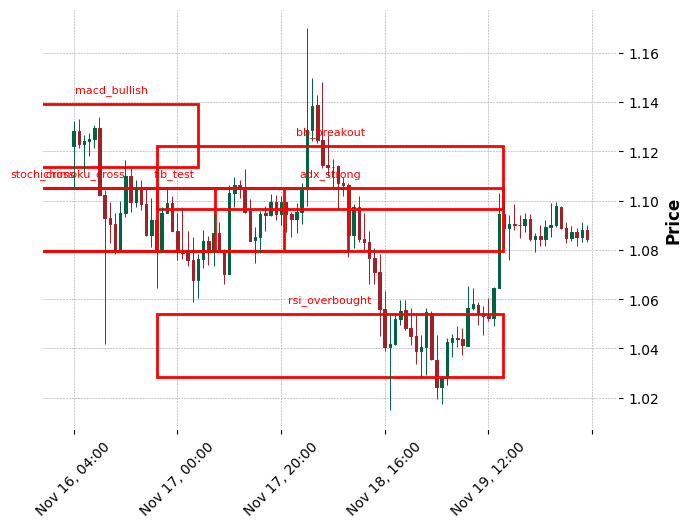 macd_bullish
bb_breakout
fib_test
adx_strong
rsi_overbought
1.16
1.14
1.12
1.10
1.08
1.06
1.04
1.02
Price
Nov 16, 04:00
Nov 17, 00:00
Nov 17, 20:00
Nov 18, 16:00
Nov 19, 12:00